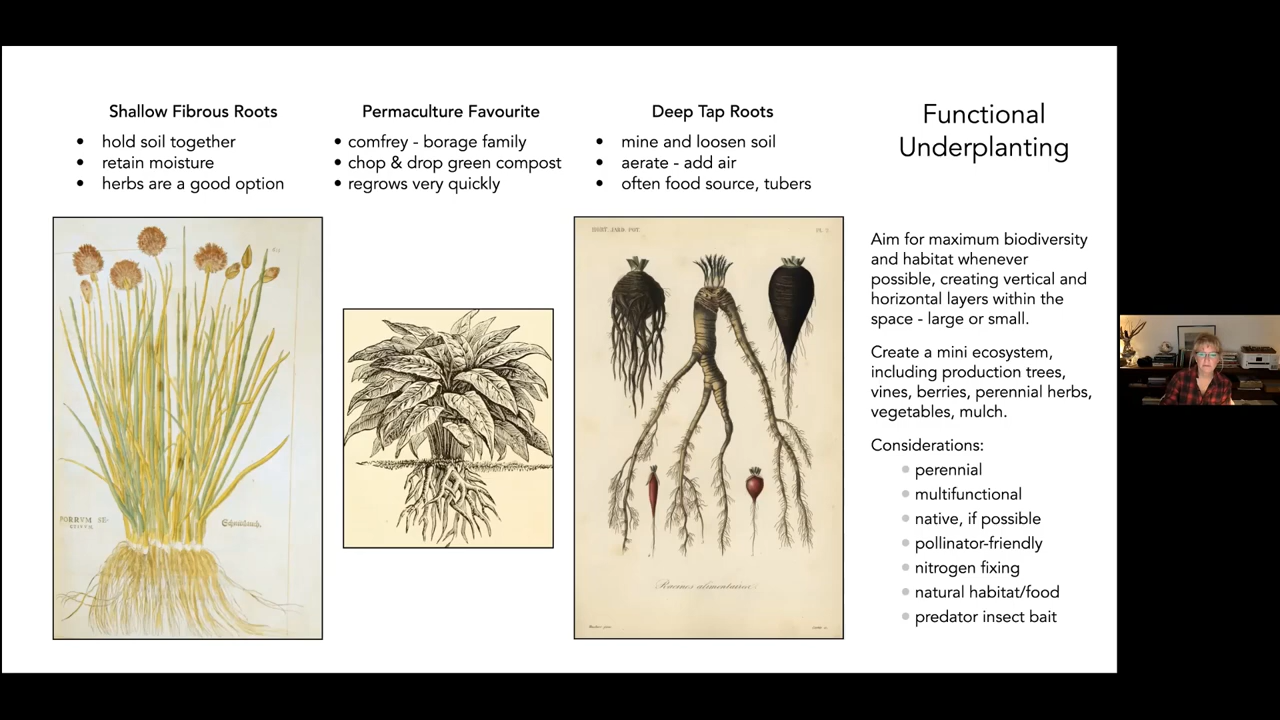 Shallow Fibrous Roots
hold soil together
retain moisture
herbs are a good option
Permaculture Favourite
comfrey - borage family
chop & drop green compost
regrows very quickly
Deep Tap Roots
mine and loosen soil
aerate - add air
often food source, tubers
Functional
Underplanting
Aim for maximum biodiversity
and habitat whenever
possible, creating vertical and
horizontal layers within the
space - large or small.
Create a mini ecosystem,
including production trees,
vines, berries, perennial herbs,
vegetables, mulch.
Considerations:
perennial
multifunctional
native, if possible
pollinator-friendly
nitrogen fixing
natural habitat/food
predator insect bait
PORRVM SE-
HORT. JARD. POT.
Racines alimentaires.